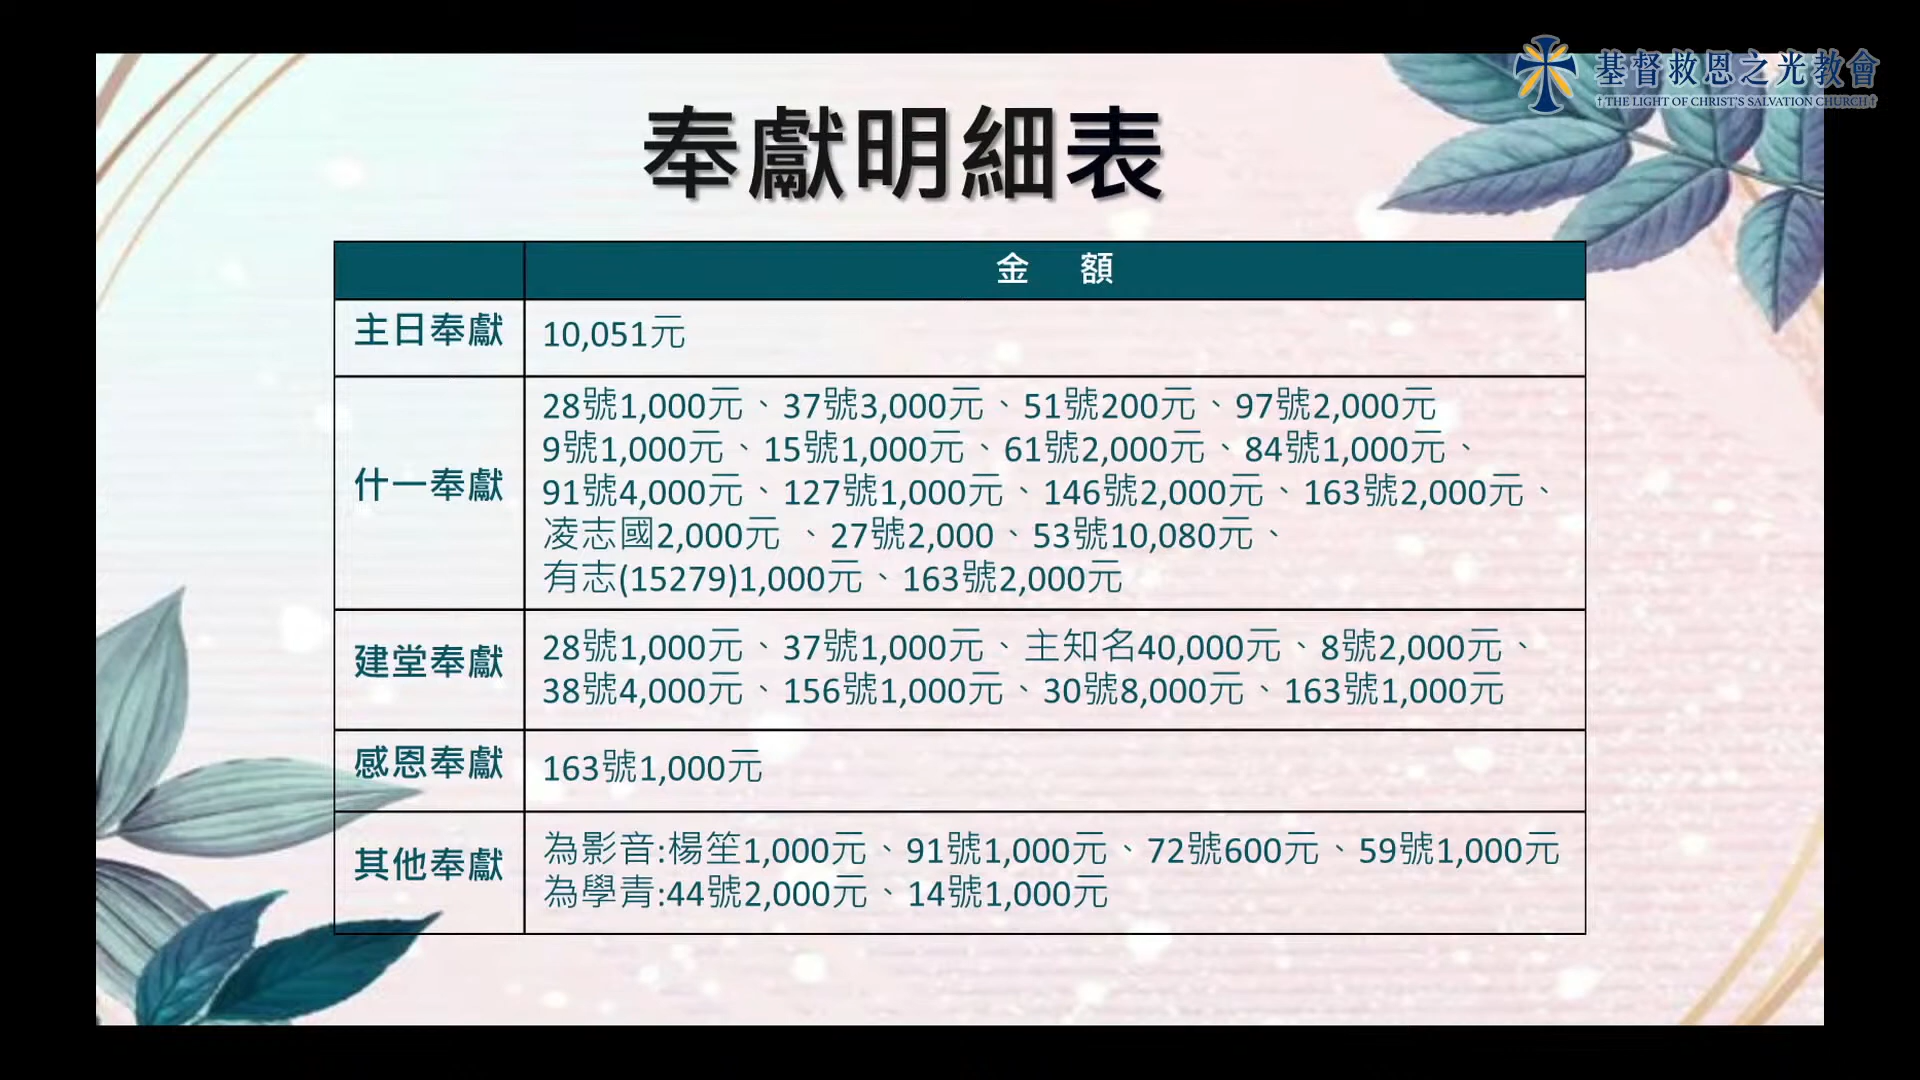 基督救恩之光教會
†THE LIGHT OF CHRIST'S SALVATION CHURCH†
奉獻明細表
金 額
主日奉獻
10,051元
什一奉獻
28號1,000元、37號3,000元、51號200元、97號2,000元
9號1,000元、15號1,000元、61號2,000元、84號1,000元、
91號4,000元、127號1,000元、146號2,000元、163號2,000元、
凌志國2,000元 、27號2,000、53號10,080元、
有志(15279)1,000元、163號2,000元
建堂奉獻
28號1,000元、37號1,000元、主知名40,000元、8號2,000元、
38號4,000元、156號1,000元、30號8,000元、163號1,000元
感恩奉獻
163號1,000元
其他奉獻
為影音:楊笙1,000元、91號1,000元、72號600元、59號1,000元
為學青:44號2,000元、14號1,000元